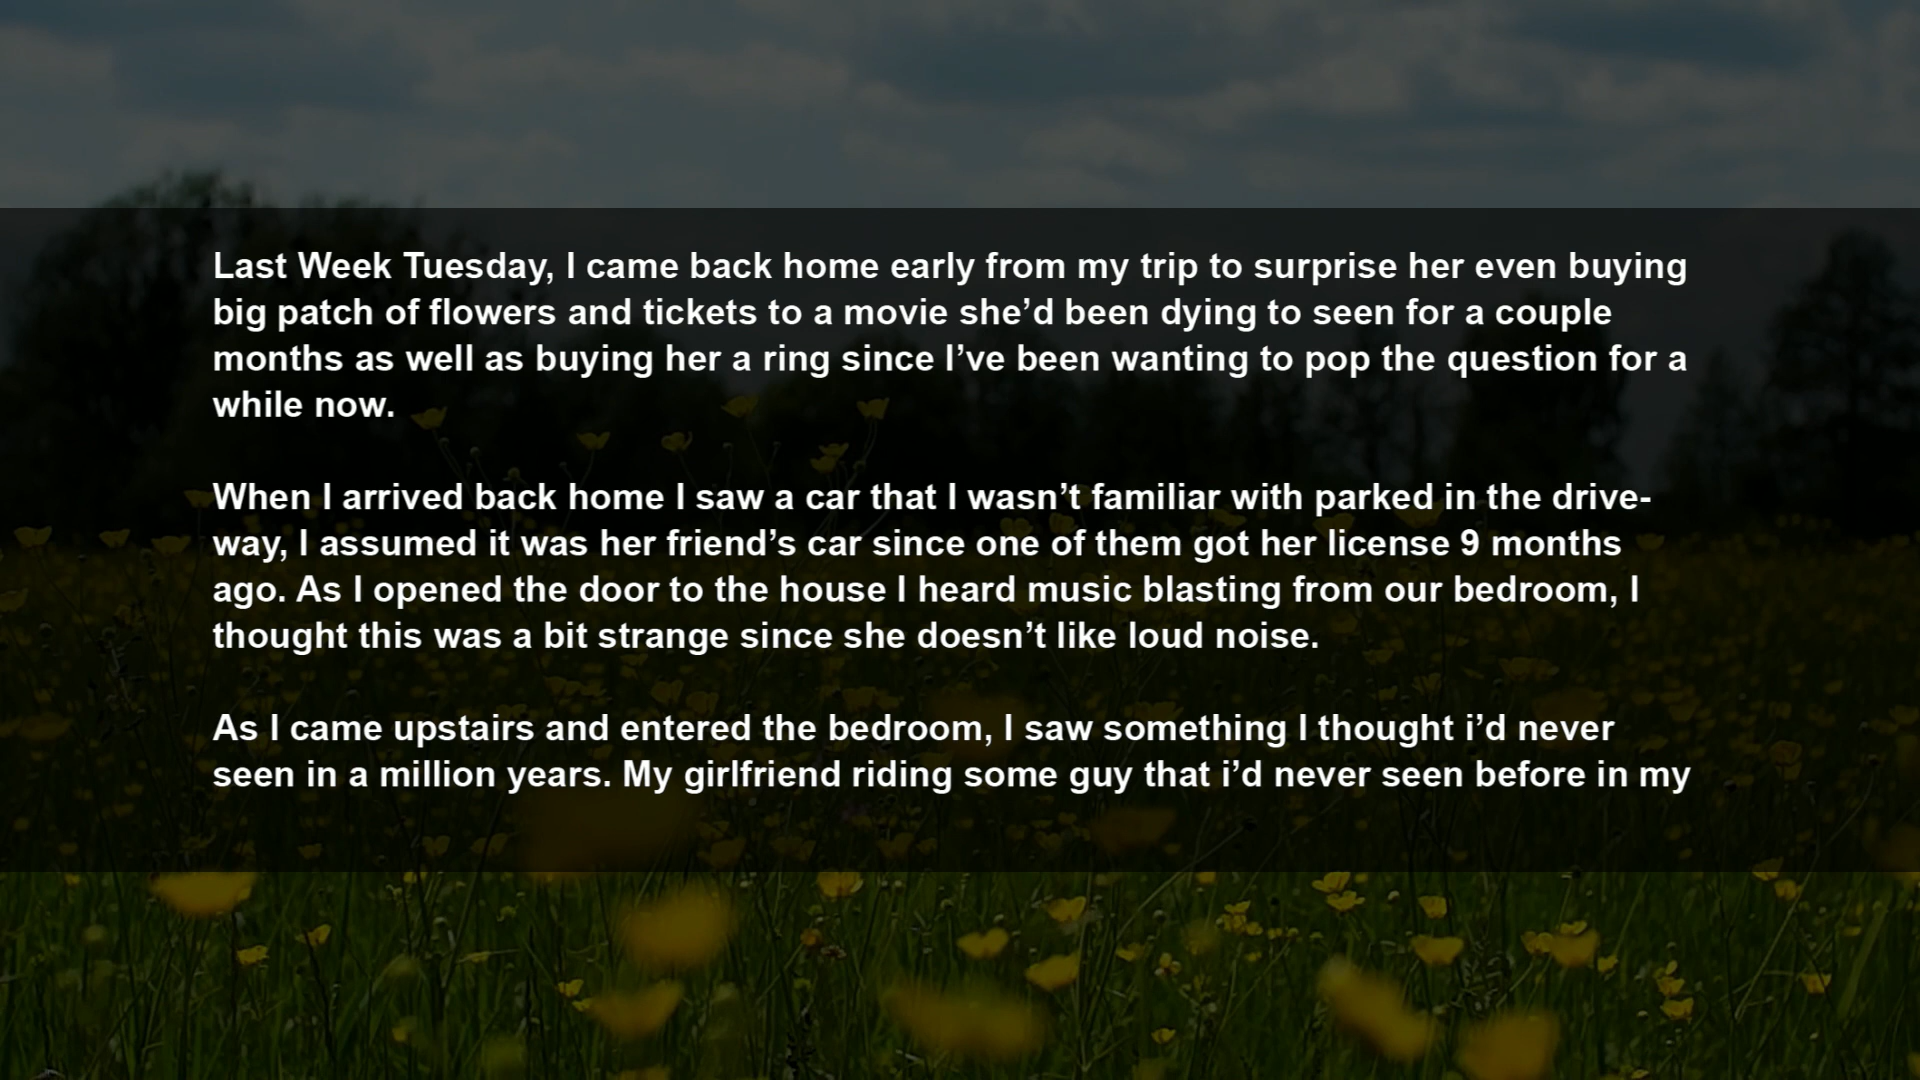 Last Week Tuesday, I came back home early from my trip to surprise her even buying
big patch of flowers and tickets to a movie she’d been dying to seen for a couple
months as well as buying her a ring since I’ve been wanting to pop the question for a
while now.
When I arrived back home I saw a car that I wasn’t familiar with parked in the drive-
way, I assumed it was her friend’s car since one of them got her license 9 months
ago. As I opened the door to the house I heard music blasting from our bedroom, I
thought this was a bit strange since she doesn’t like loud noise.
As I came upstairs and entered the bedroom, I saw something I thought i’d never
seen in a million years. My girlfriend riding some guy that i’d never seen before in my